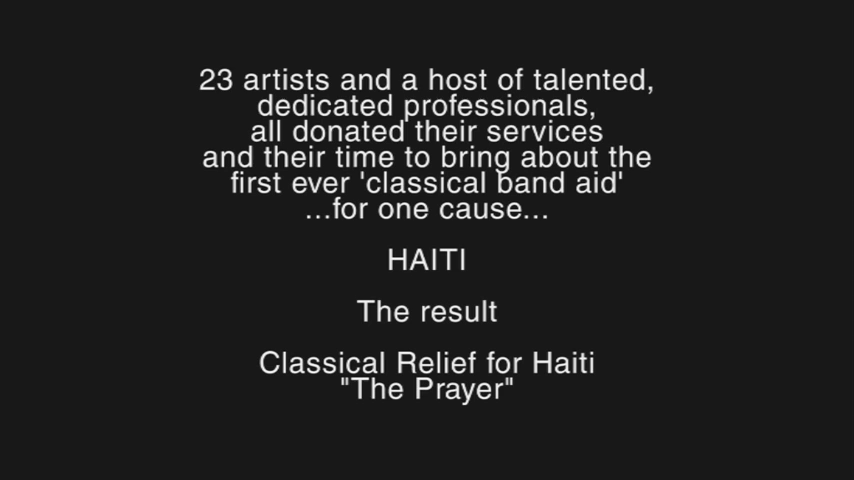 23 artists and a host of talented,
dedicated professionals,
all donated their services
and their time to bring about the
first ever 'classical band aid'
...for one cause...
HAITI
The result
Classical Relief for Haiti
"The Prayer"